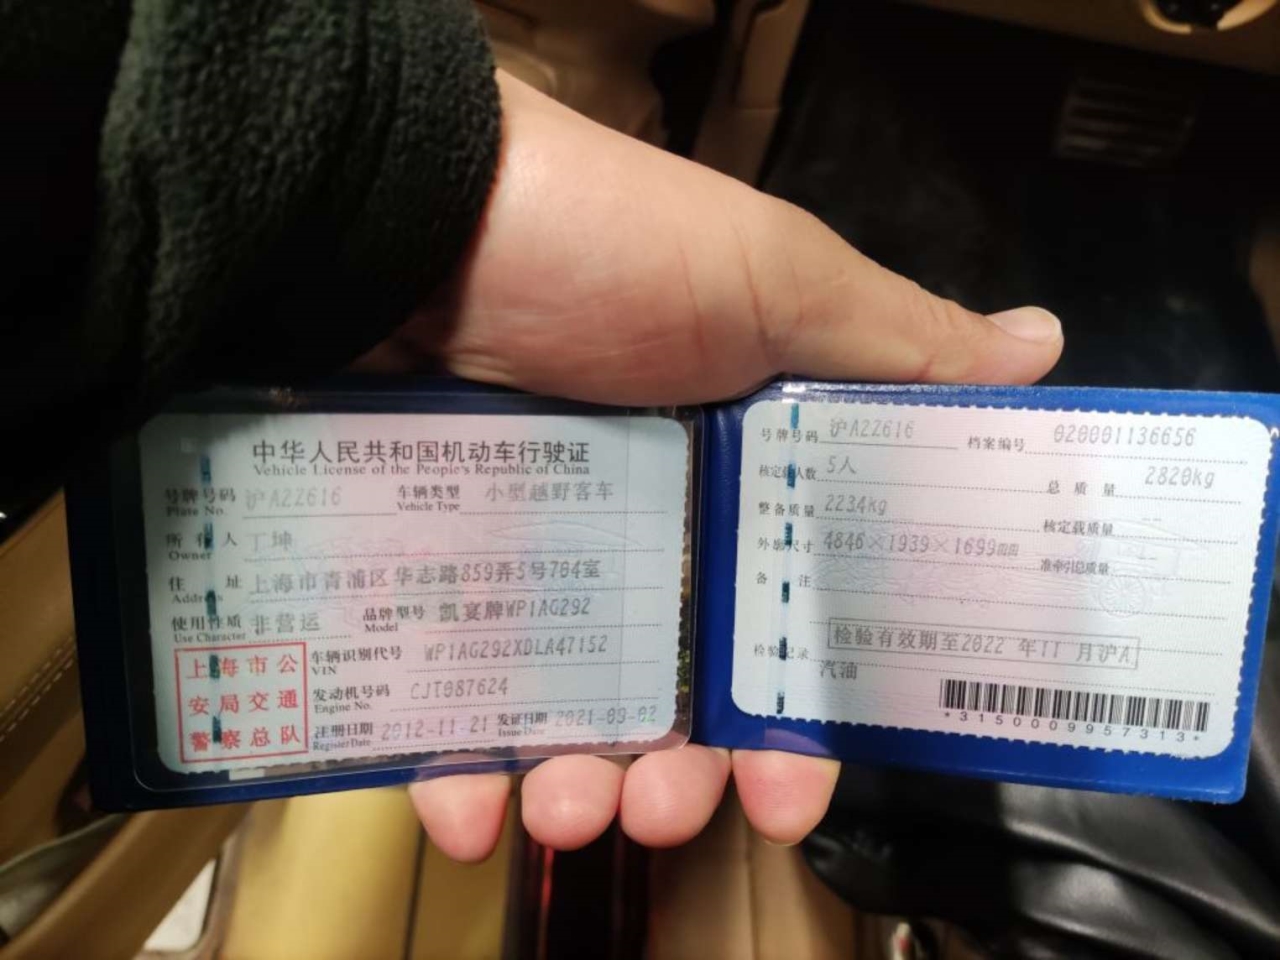 中华人民共和国机动车行驶证
Vehicle License of the People's Republic of China
号牌号码 沪A2Z616 车辆类型 小型越野客车
Plate No. Vehicle Type
所有人 丁坤
Owner
住址 上海市青浦区华志路859弄5号704室
Address
使用性质 非营运 品牌型号 凯宴牌WP1AG292
Use Character Model
上海市公安局交通警察总队
车辆识别代号 WP1AG292XDLA47152
VIN
发动机号码 CJT087624
Engine No.
注册日期 2012-11-21 发证日期 2021-09-02
Register Date Issue Date
号牌号码 沪A2Z616 档案编号 020001136656
核定载人数 5人 总质量 2820kg
整备质量 2234kg 核定载质量 --
外廓尺寸 4846×1939×1699mm 准牵引总质量 --
备注
检验有效期至2022年11月沪A
检验记录
汽油
*3150009957313*